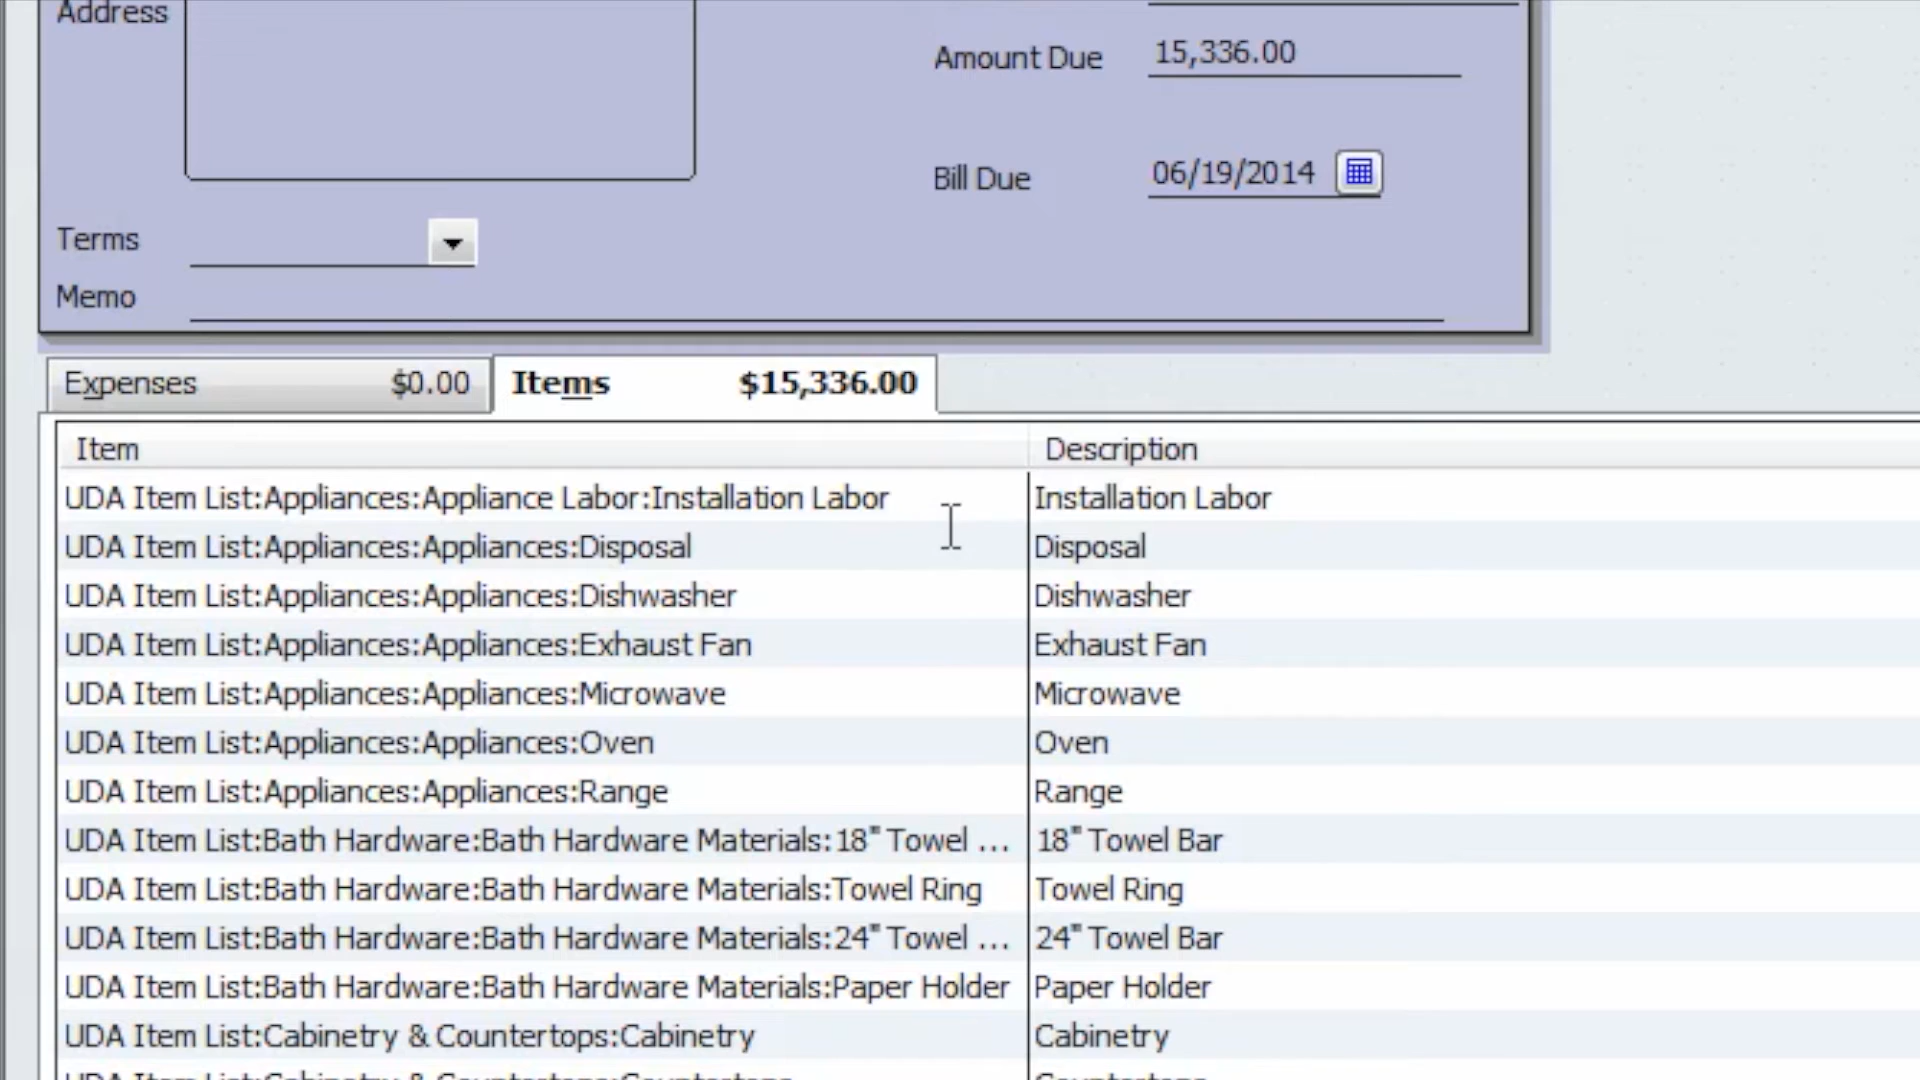 Address
Amount Due 15,336.00
Bill Due 06/19/2014
Terms
Memo
Expenses $0.00 Items $15,336.00
Item Description
UDA Item List:Appliances:Appliance Labor:Installation Labor Installation Labor
UDA Item List:Appliances:Appliances:Disposal Disposal
UDA Item List:Appliances:Appliances:Dishwasher Dishwasher
UDA Item List:Appliances:Appliances:Exhaust Fan Exhaust Fan
UDA Item List:Appliances:Appliances:Microwave Microwave
UDA Item List:Appliances:Appliances:Oven Oven
UDA Item List:Appliances:Appliances:Range Range
UDA Item List:Bath Hardware:Bath Hardware Materials:18" Towel ... 18" Towel Bar
UDA Item List:Bath Hardware:Bath Hardware Materials:Towel Ring Towel Ring
UDA Item List:Bath Hardware:Bath Hardware Materials:24" Towel ... 24" Towel Bar
UDA Item List:Bath Hardware:Bath Hardware Materials:Paper Holder Paper Holder
UDA Item List:Cabinetry & Countertops:Cabinetry Cabinetry